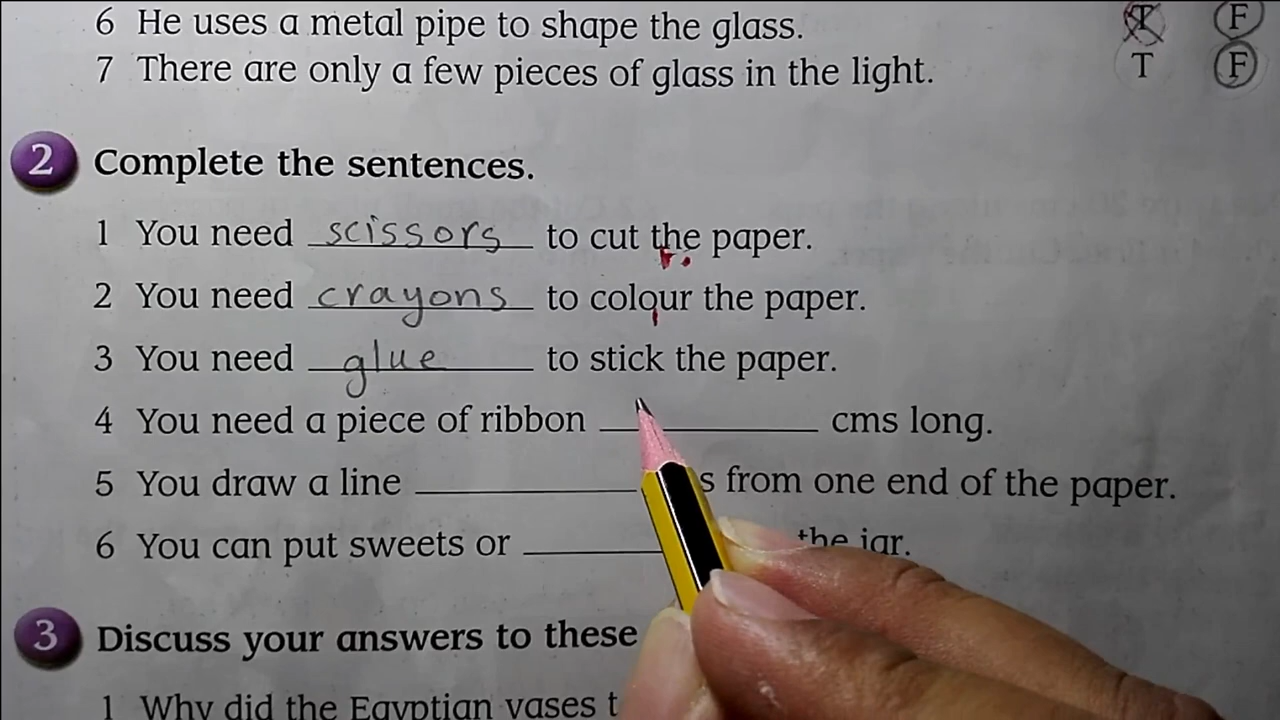 6 He uses a metal pipe to shape the glass. T F
7 There are only a few pieces of glass in the light. T F
2 Complete the sentences.
1 You need scissors to cut the paper.
2 You need crayons to colour the paper.
3 You need glue to stick the paper.
4 You need a piece of ribbon ________ cms long.
5 You draw a line ________ s from one end of the paper.
6 You can put sweets or ________ the jar.
3 Discuss your answers to these
1 Why did the Egyptian vases t